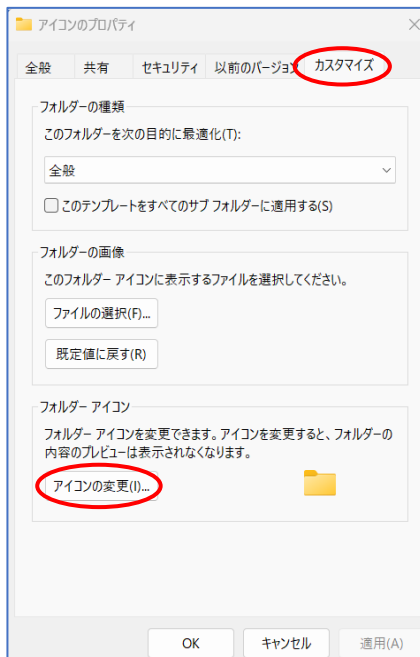 アイコンのプロパティ
全般 共有 セキュリティ 以前のバージョン カスタマイズ
フォルダーの種類
このフォルダーを次の目的に最適化(T):
全般
このテンプレートをすべてのサブ フォルダーに適用する(S)
フォルダーの画像
このフォルダー アイコンに表示するファイルを選択してください。
ファイルの選択(F)...
既定値に戻す(R)
フォルダー アイコン
フォルダー アイコンを変更できます。アイコンを変更すると、フォルダーの
内容のプレビューは表示されなくなります。
アイコンの変更(I)...
OK キャンセル 適用(A)